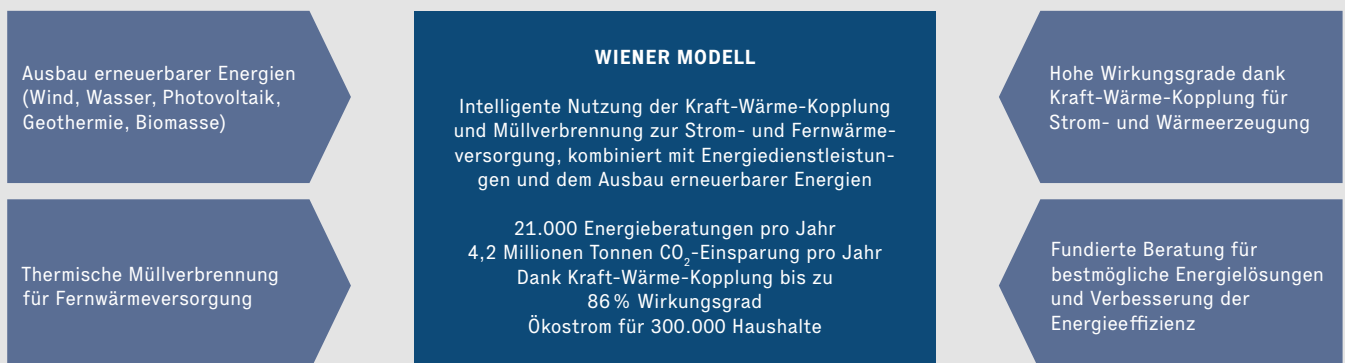 Ausbau erneuerbarer Energien
(Wind, Wasser, Photovoltaik,
Geothermie, Biomasse)
Thermische Müllverbrennung
für Fernwärmeversorgung
WIENER MODELL
Intelligente Nutzung der Kraft-Wärme-Kopplung
und Müllverbrennung zur Strom- und Fernwärme-
versorgung, kombiniert mit Energiedienstleistun-
gen und dem Ausbau erneuerbarer Energien
21.000 Energieberatungen pro Jahr
4,2 Millionen Tonnen CO₂-Einsparung pro Jahr
Dank Kraft-Wärme-Kopplung bis zu
86 % Wirkungsgrad
Ökostrom für 300.000 Haushalte
Hohe Wirkungsgrade dank
Kraft-Wärme-Kopplung für
Strom- und Wärmeerzeugung
Fundierte Beratung für
bestmögliche Energielösungen
und Verbesserung der
Energieeffizienz